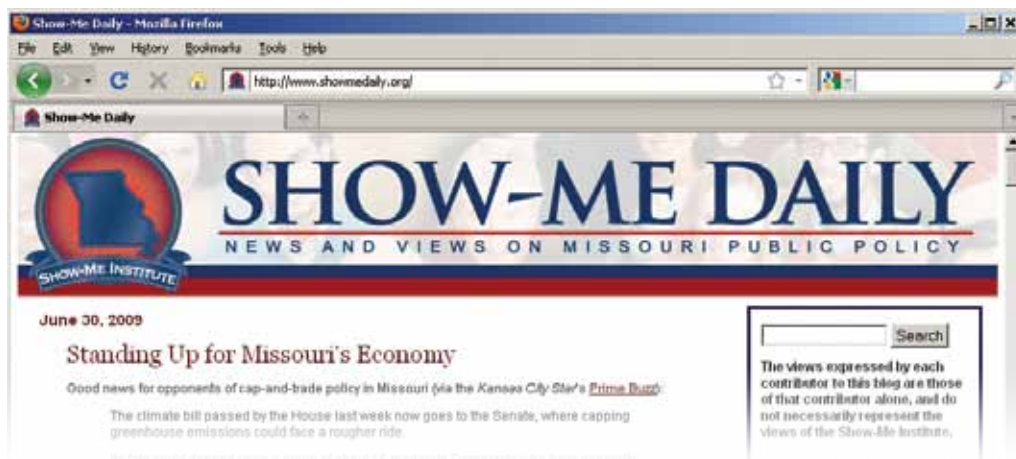 Show-Me Daily - Mozilla Firefox
File Edit View History Bookmarks Tools Help
http://www.showmedaily.org/
Show-Me Daily
SHOW-ME DAILY
NEWS AND VIEWS ON MISSOURI PUBLIC POLICY
SHOW-ME INSTITUTE
June 30, 2009
Standing Up for Missouri's Economy
Good news for opponents of cap-and-trade policy in Missouri (via the Kansas City Star's Prime Buzz):
The climate bill passed by the House last week now goes to the Senate, where capping
greenhouse emissions could face a rougher ride.
Search
The views expressed by each
contributor to this blog are those
of that contributor alone, and do
not necessarily represent the
views of the Show-Me Institute.